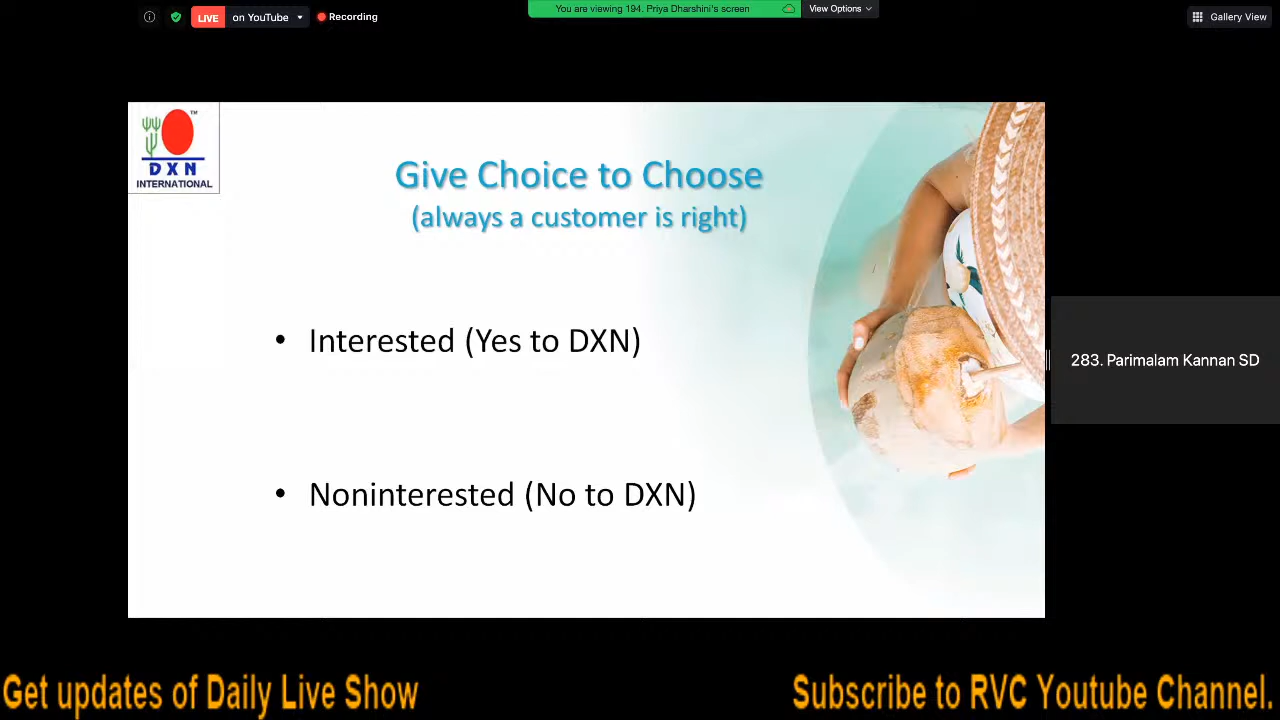 LIVE on YouTube Recording
You are viewing 194. Priya Dharshini's screen
View Options
Gallery View
TM
DXN
INTERNATIONAL
Give Choice to Choose
(always a customer is right)
• Interested (Yes to DXN)
283. Parimalam Kannan SD
• Noninterested (No to DXN)
Get updates of Daily Live Show
Subscribe to RVC Youtube Channel.